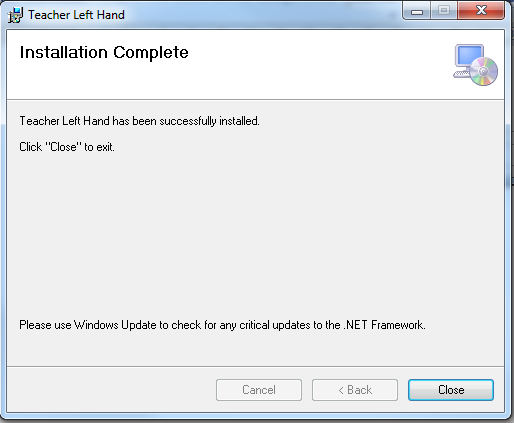 Teacher Left Hand
Installation Complete
Teacher Left Hand has been successfully installed.
Click "Close" to exit.
Please use Windows Update to check for any critical updates to the .NET Framework.
Cancel
< Back
Close